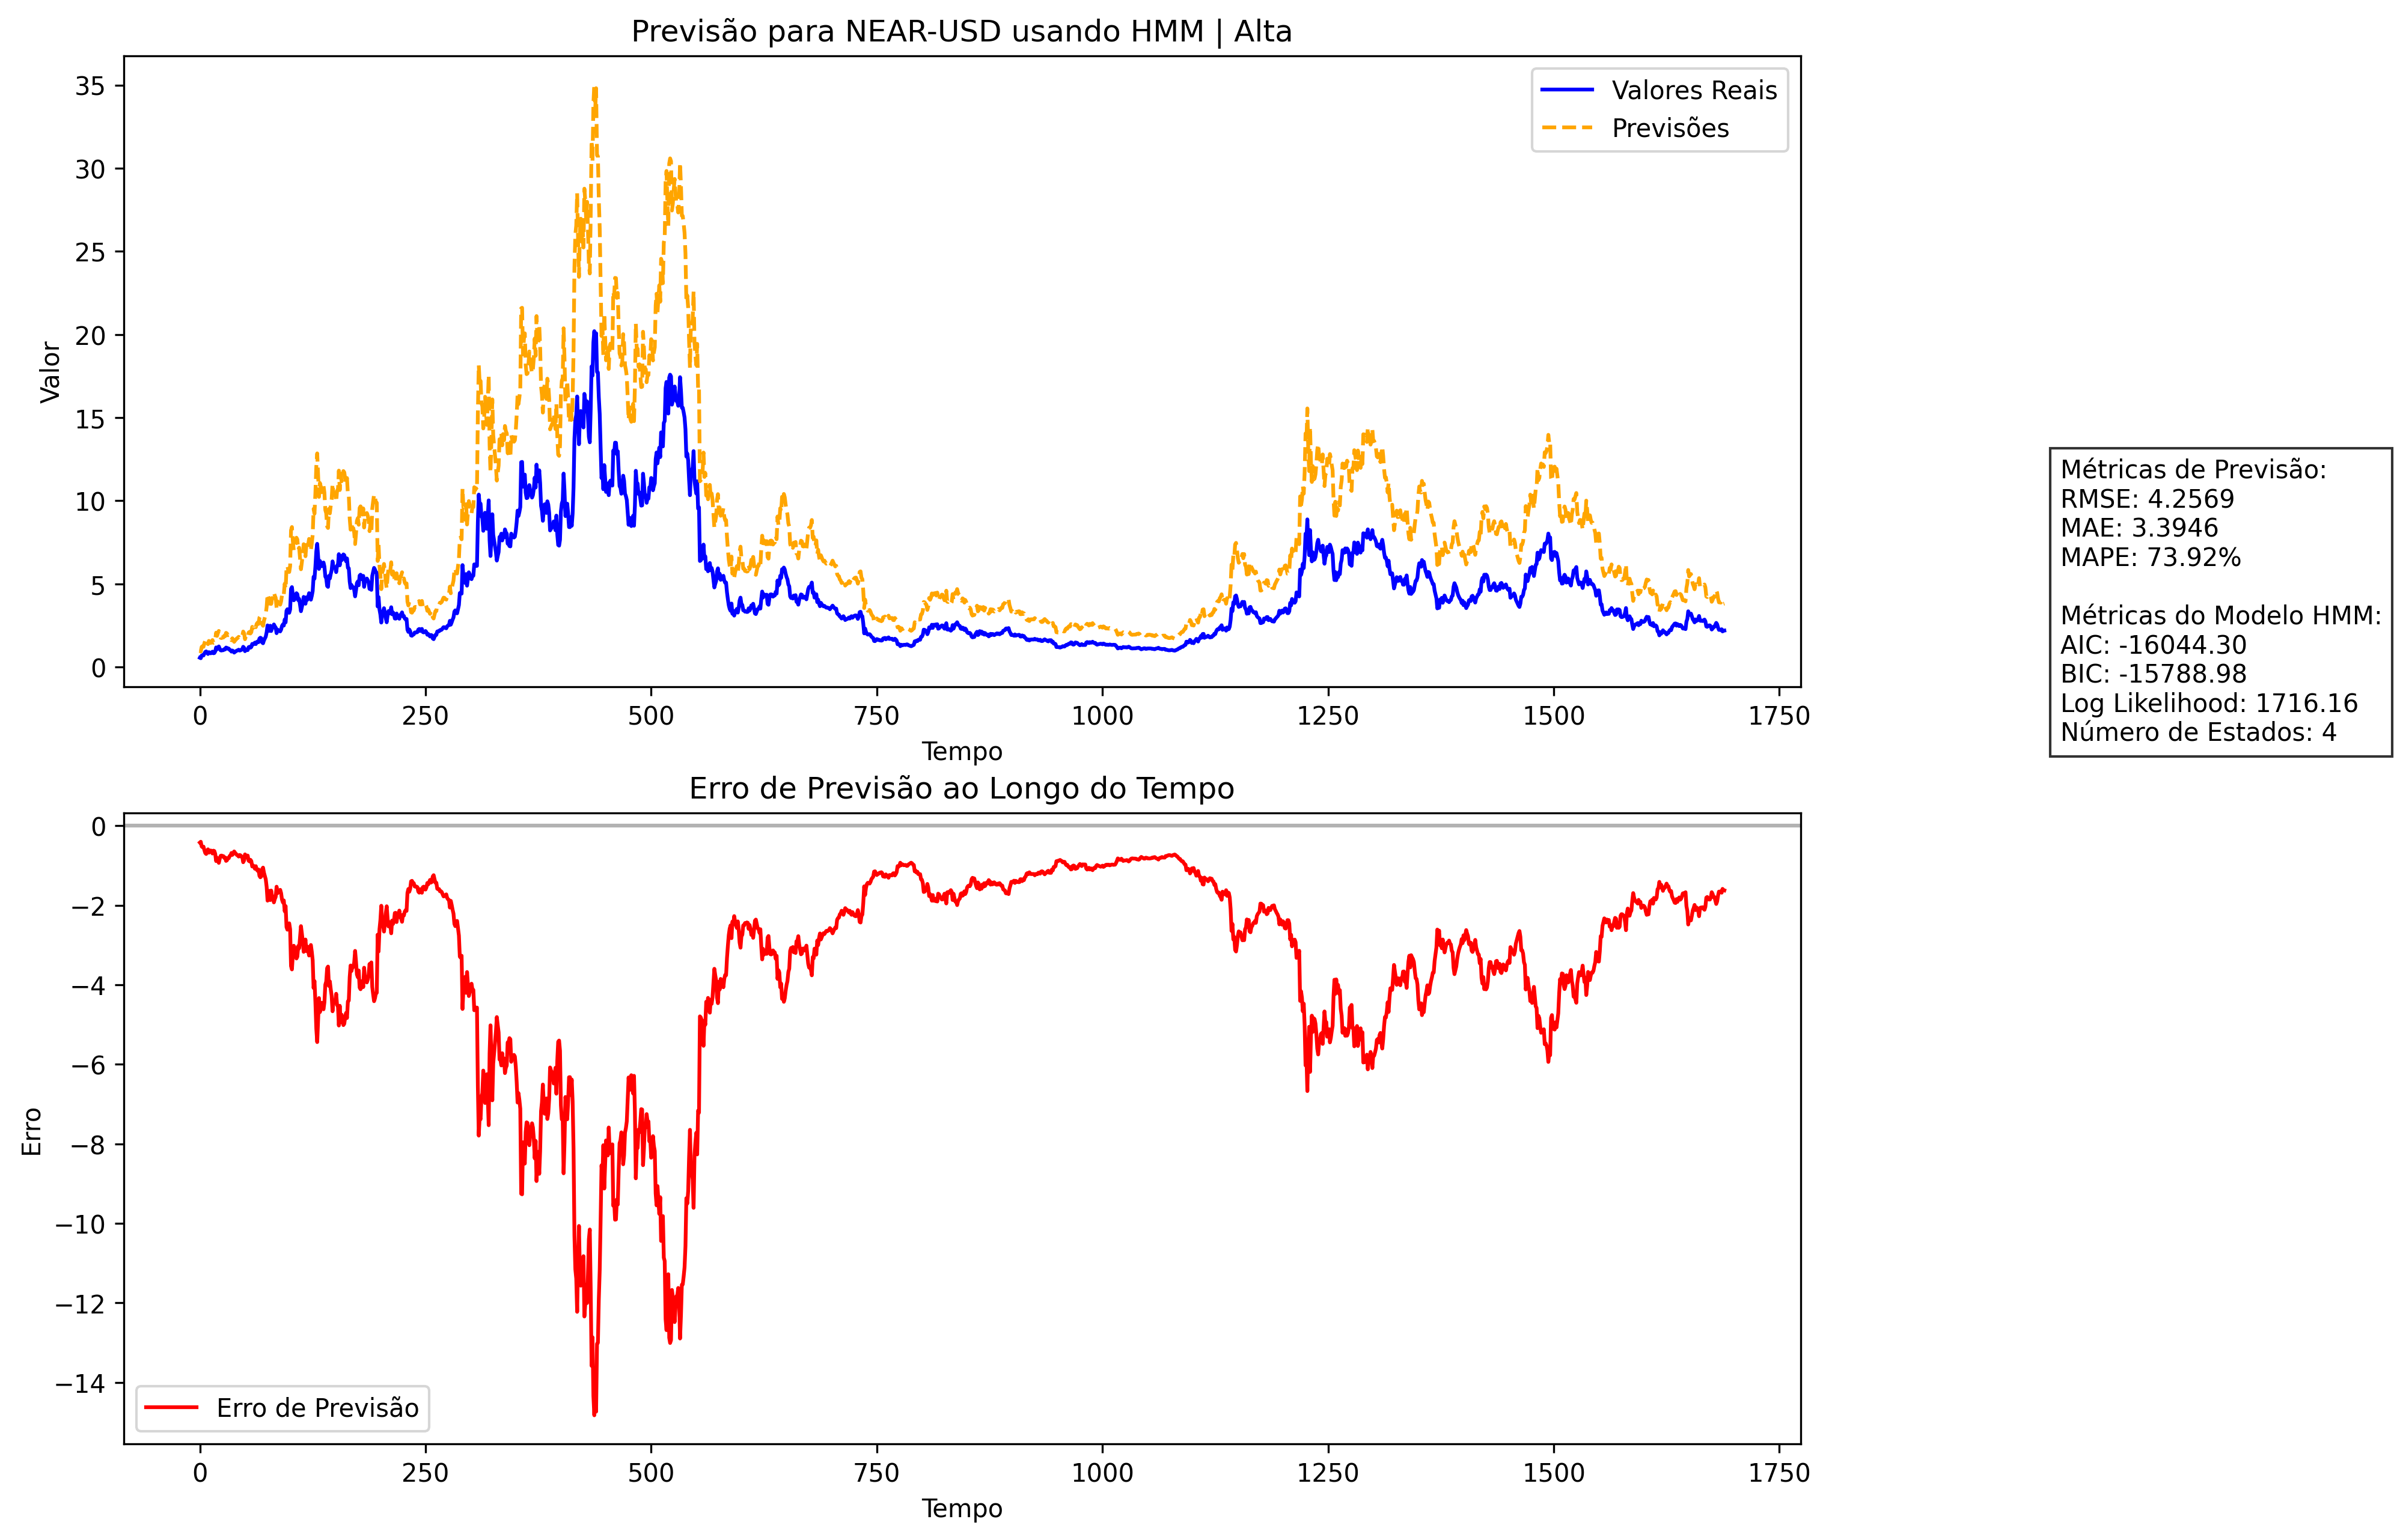 Previsão para NEAR-USD usando HMM | Alta
Valores Reais
Previsões
35
30
25
20
15
10
5
0
Valor
0 250 500 750 1000 1250 1500 1750
Tempo
Métricas de Previsão:
RMSE: 4.2569
MAE: 3.3946
MAPE: 73.92%
Métricas do Modelo HMM:
AIC: -16044.30
BIC: -15788.98
Log Likelihood: 1716.16
Número de Estados: 4
Erro de Previsão ao Longo do Tempo
0
−2
−4
−6
−8
−10
−12
−14
Erro
Erro de Previsão
0 250 500 750 1000 1250 1500 1750
Tempo